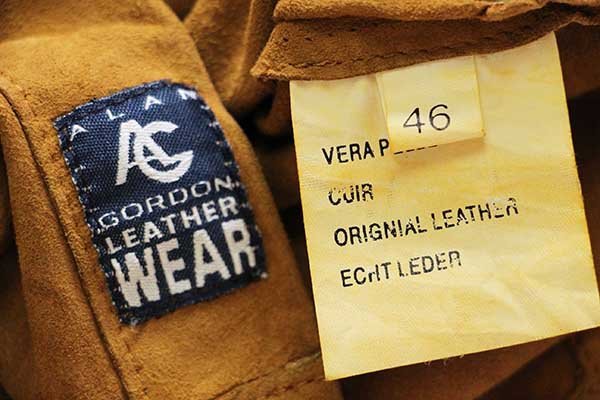 ALAN
AG
GORDON
LEATHER
WEAR
46
VERA
CUIR
ORIGNIAL LEATHER
ECHT LEDER